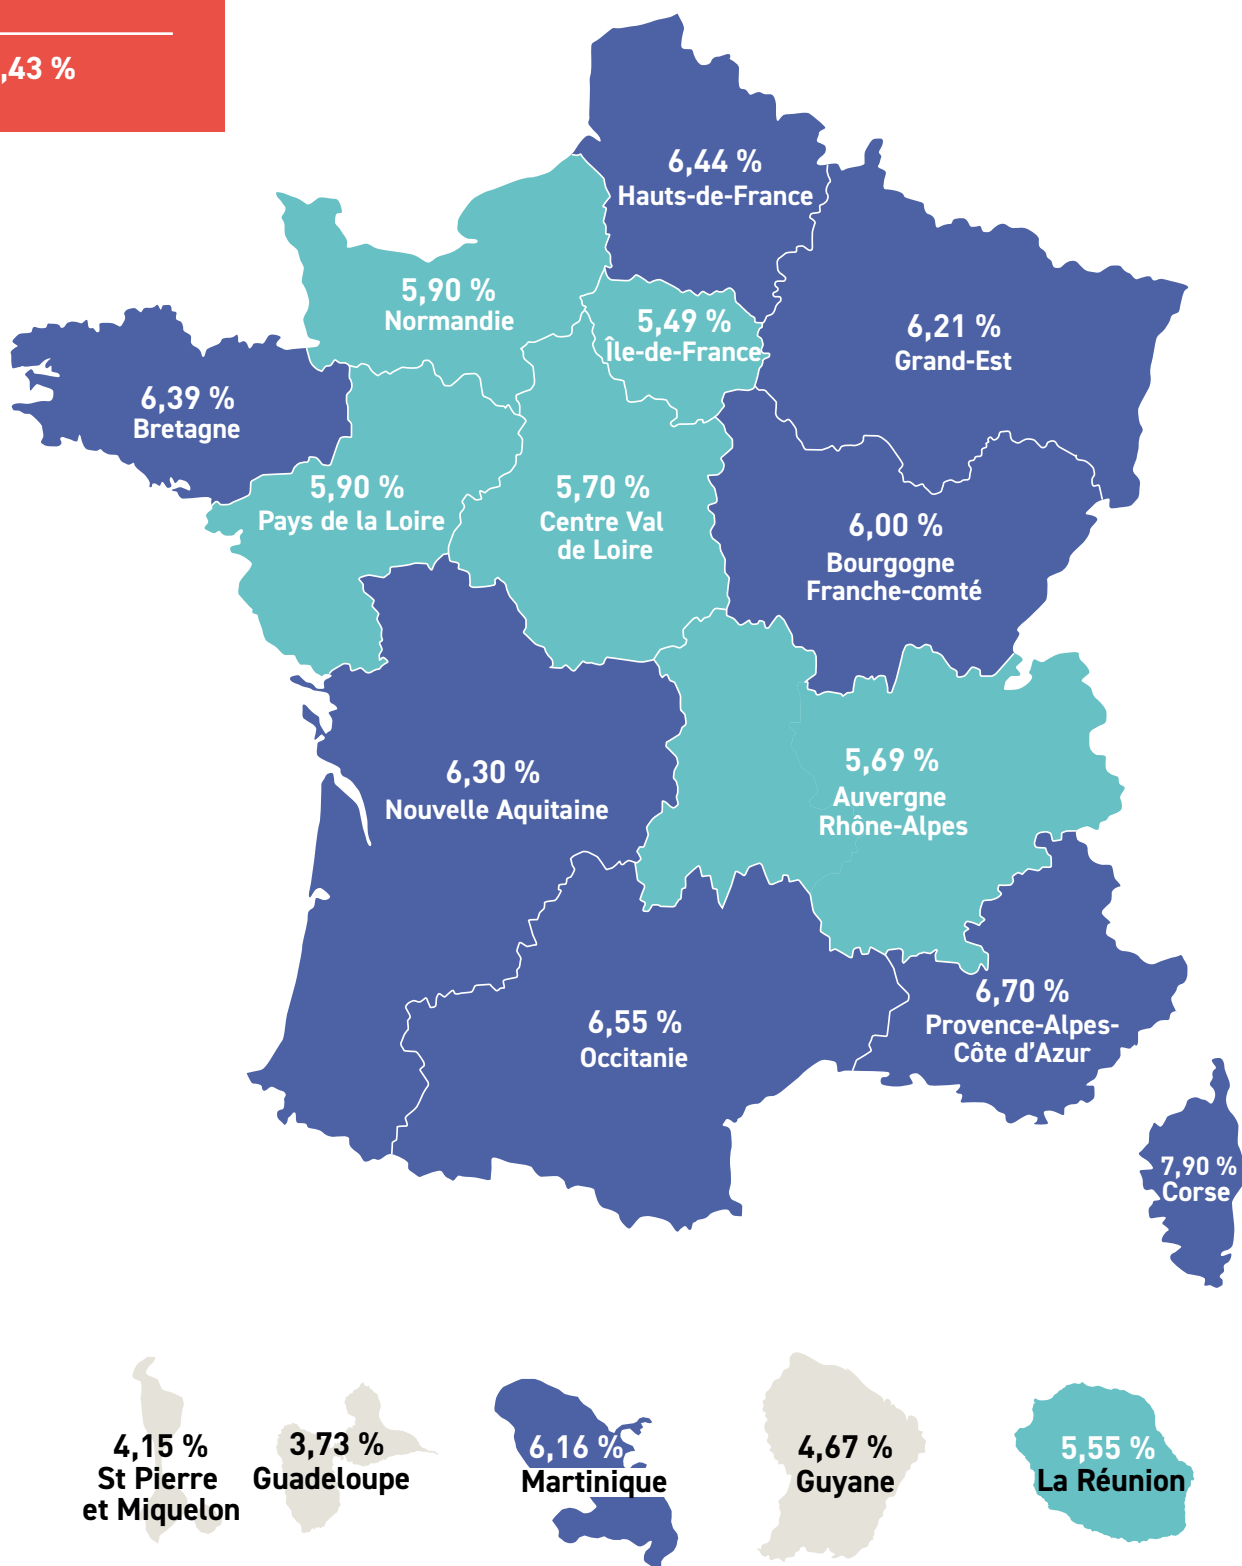 ,43 %
6,44 %
Hauts-de-France
5,90 %
Normandie
5,49 %
Île-de-France
6,21 %
Grand-Est
6,39 %
Bretagne
5,90 %
Pays de la Loire
5,70 %
Centre Val
de Loire
6,00 %
Bourgogne
Franche-comté
6,30 %
Nouvelle Aquitaine
5,69 %
Auvergne
Rhône-Alpes
6,55 %
Occitanie
6,70 %
Provence-Alpes-
Côte d'Azur
7,90 %
Corse
4,15 %
St Pierre
et Miquelon
3,73 %
Guadeloupe
6,16 %
Martinique
4,67 %
Guyane
5,55 %
La Réunion